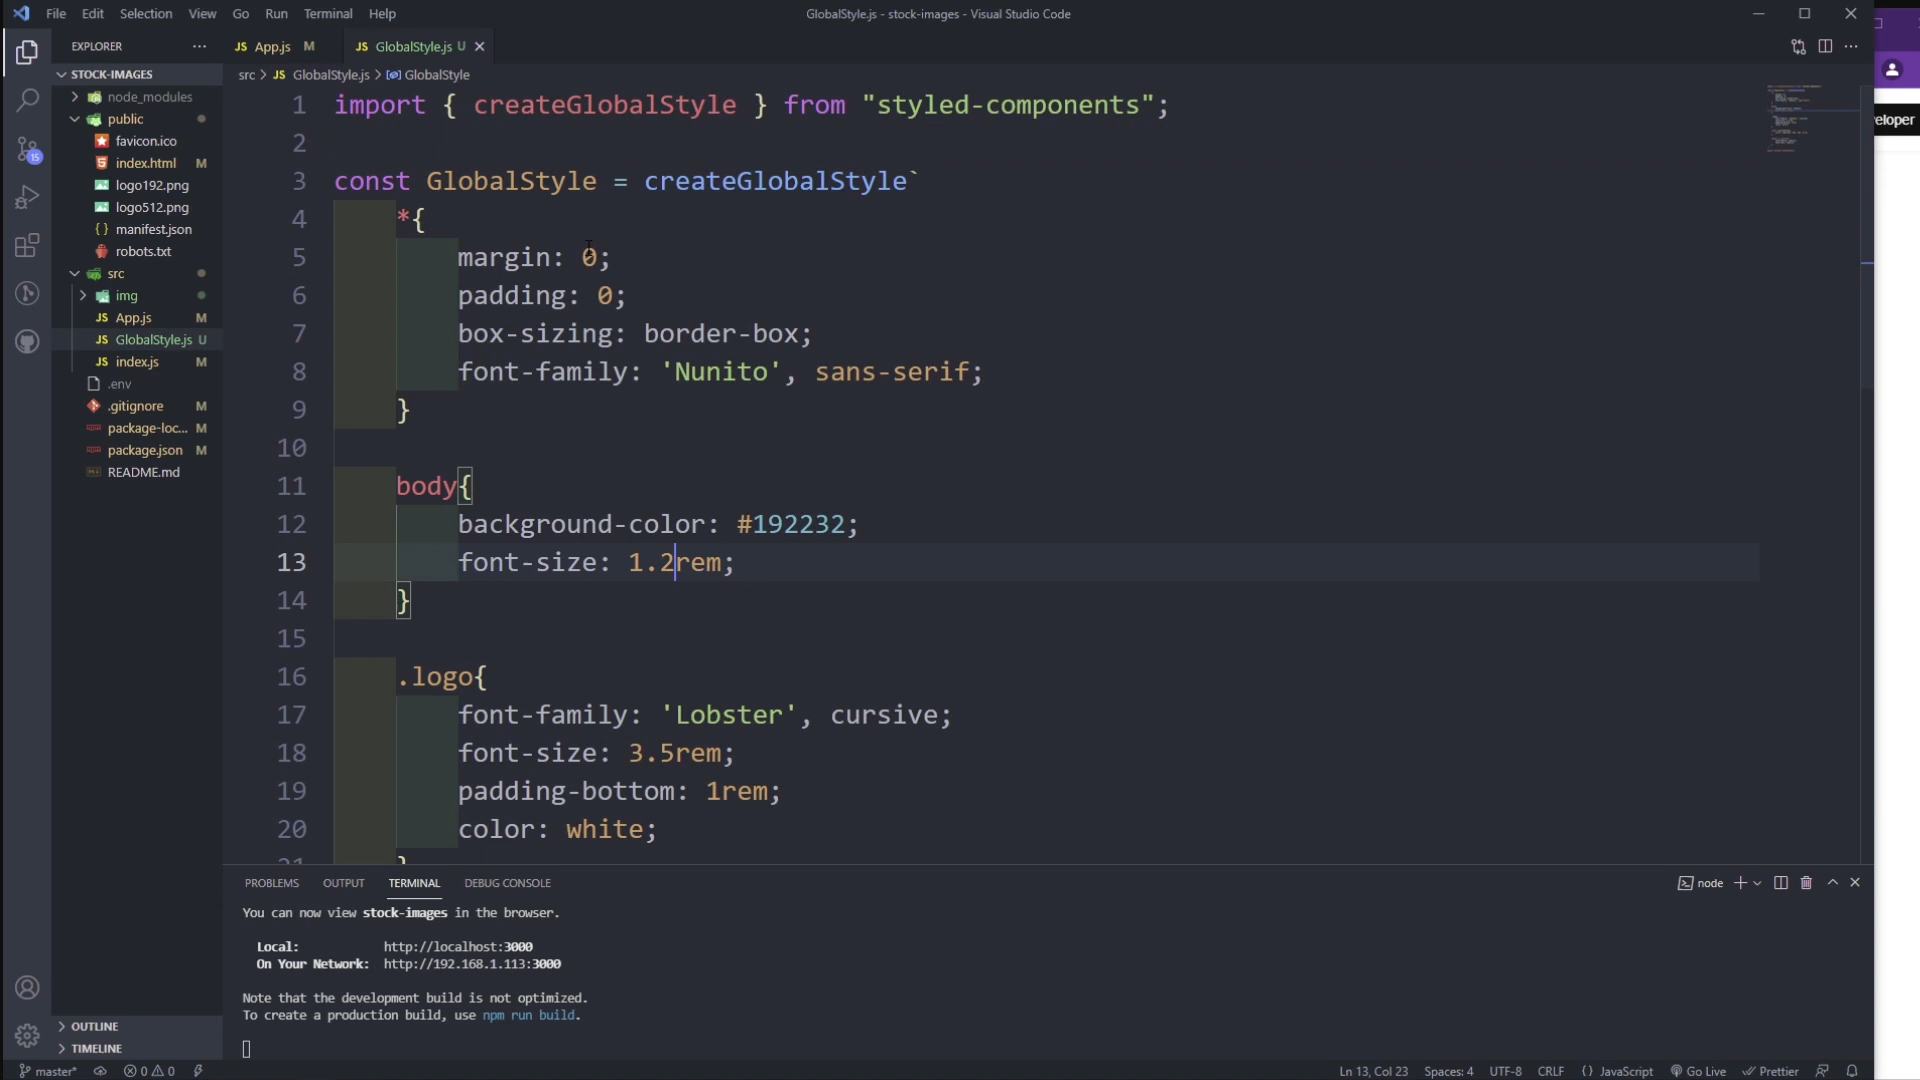 File Edit Selection View Go Run Terminal Help
GlobalStyle.js - stock-images - Visual Studio Code
EXPLORER
STOCK-IMAGES
node_modules
public
favicon.ico
index.html M
logo192.png
logo512.png
manifest.json
robots.txt
src
img
App.js M
GlobalStyle.js U
index.js M
.env
.gitignore M
package-loc... M
package.json M
README.md
OUTLINE
TIMELINE
15
JS App.js M
JS GlobalStyle.js U
src > JS GlobalStyle.js > GlobalStyle
1 import { createGlobalStyle } from "styled-components";
2
3 const GlobalStyle = createGlobalStyle`
4 *{
5 margin: 0;
6 padding: 0;
7 box-sizing: border-box;
8 font-family: 'Nunito', sans-serif;
9 }
10
11 body{
12 background-color: #192232;
13 font-size: 1.2rem;
14 }
15
16 .logo{
17 font-family: 'Lobster', cursive;
18 font-size: 3.5rem;
19 padding-bottom: 1rem;
20 color: white;
21 }
eloper
PROBLEMS OUTPUT TERMINAL DEBUG CONSOLE
node
You can now view stock-images in the browser.
Local: http://localhost:3000
On Your Network: http://192.168.1.113:3000
Note that the development build is not optimized.
To create a production build, use npm run build.
master* 0 0
Ln 13, Col 23 Spaces: 4 UTF-8 CRLF { } JavaScript Go Live Prettier